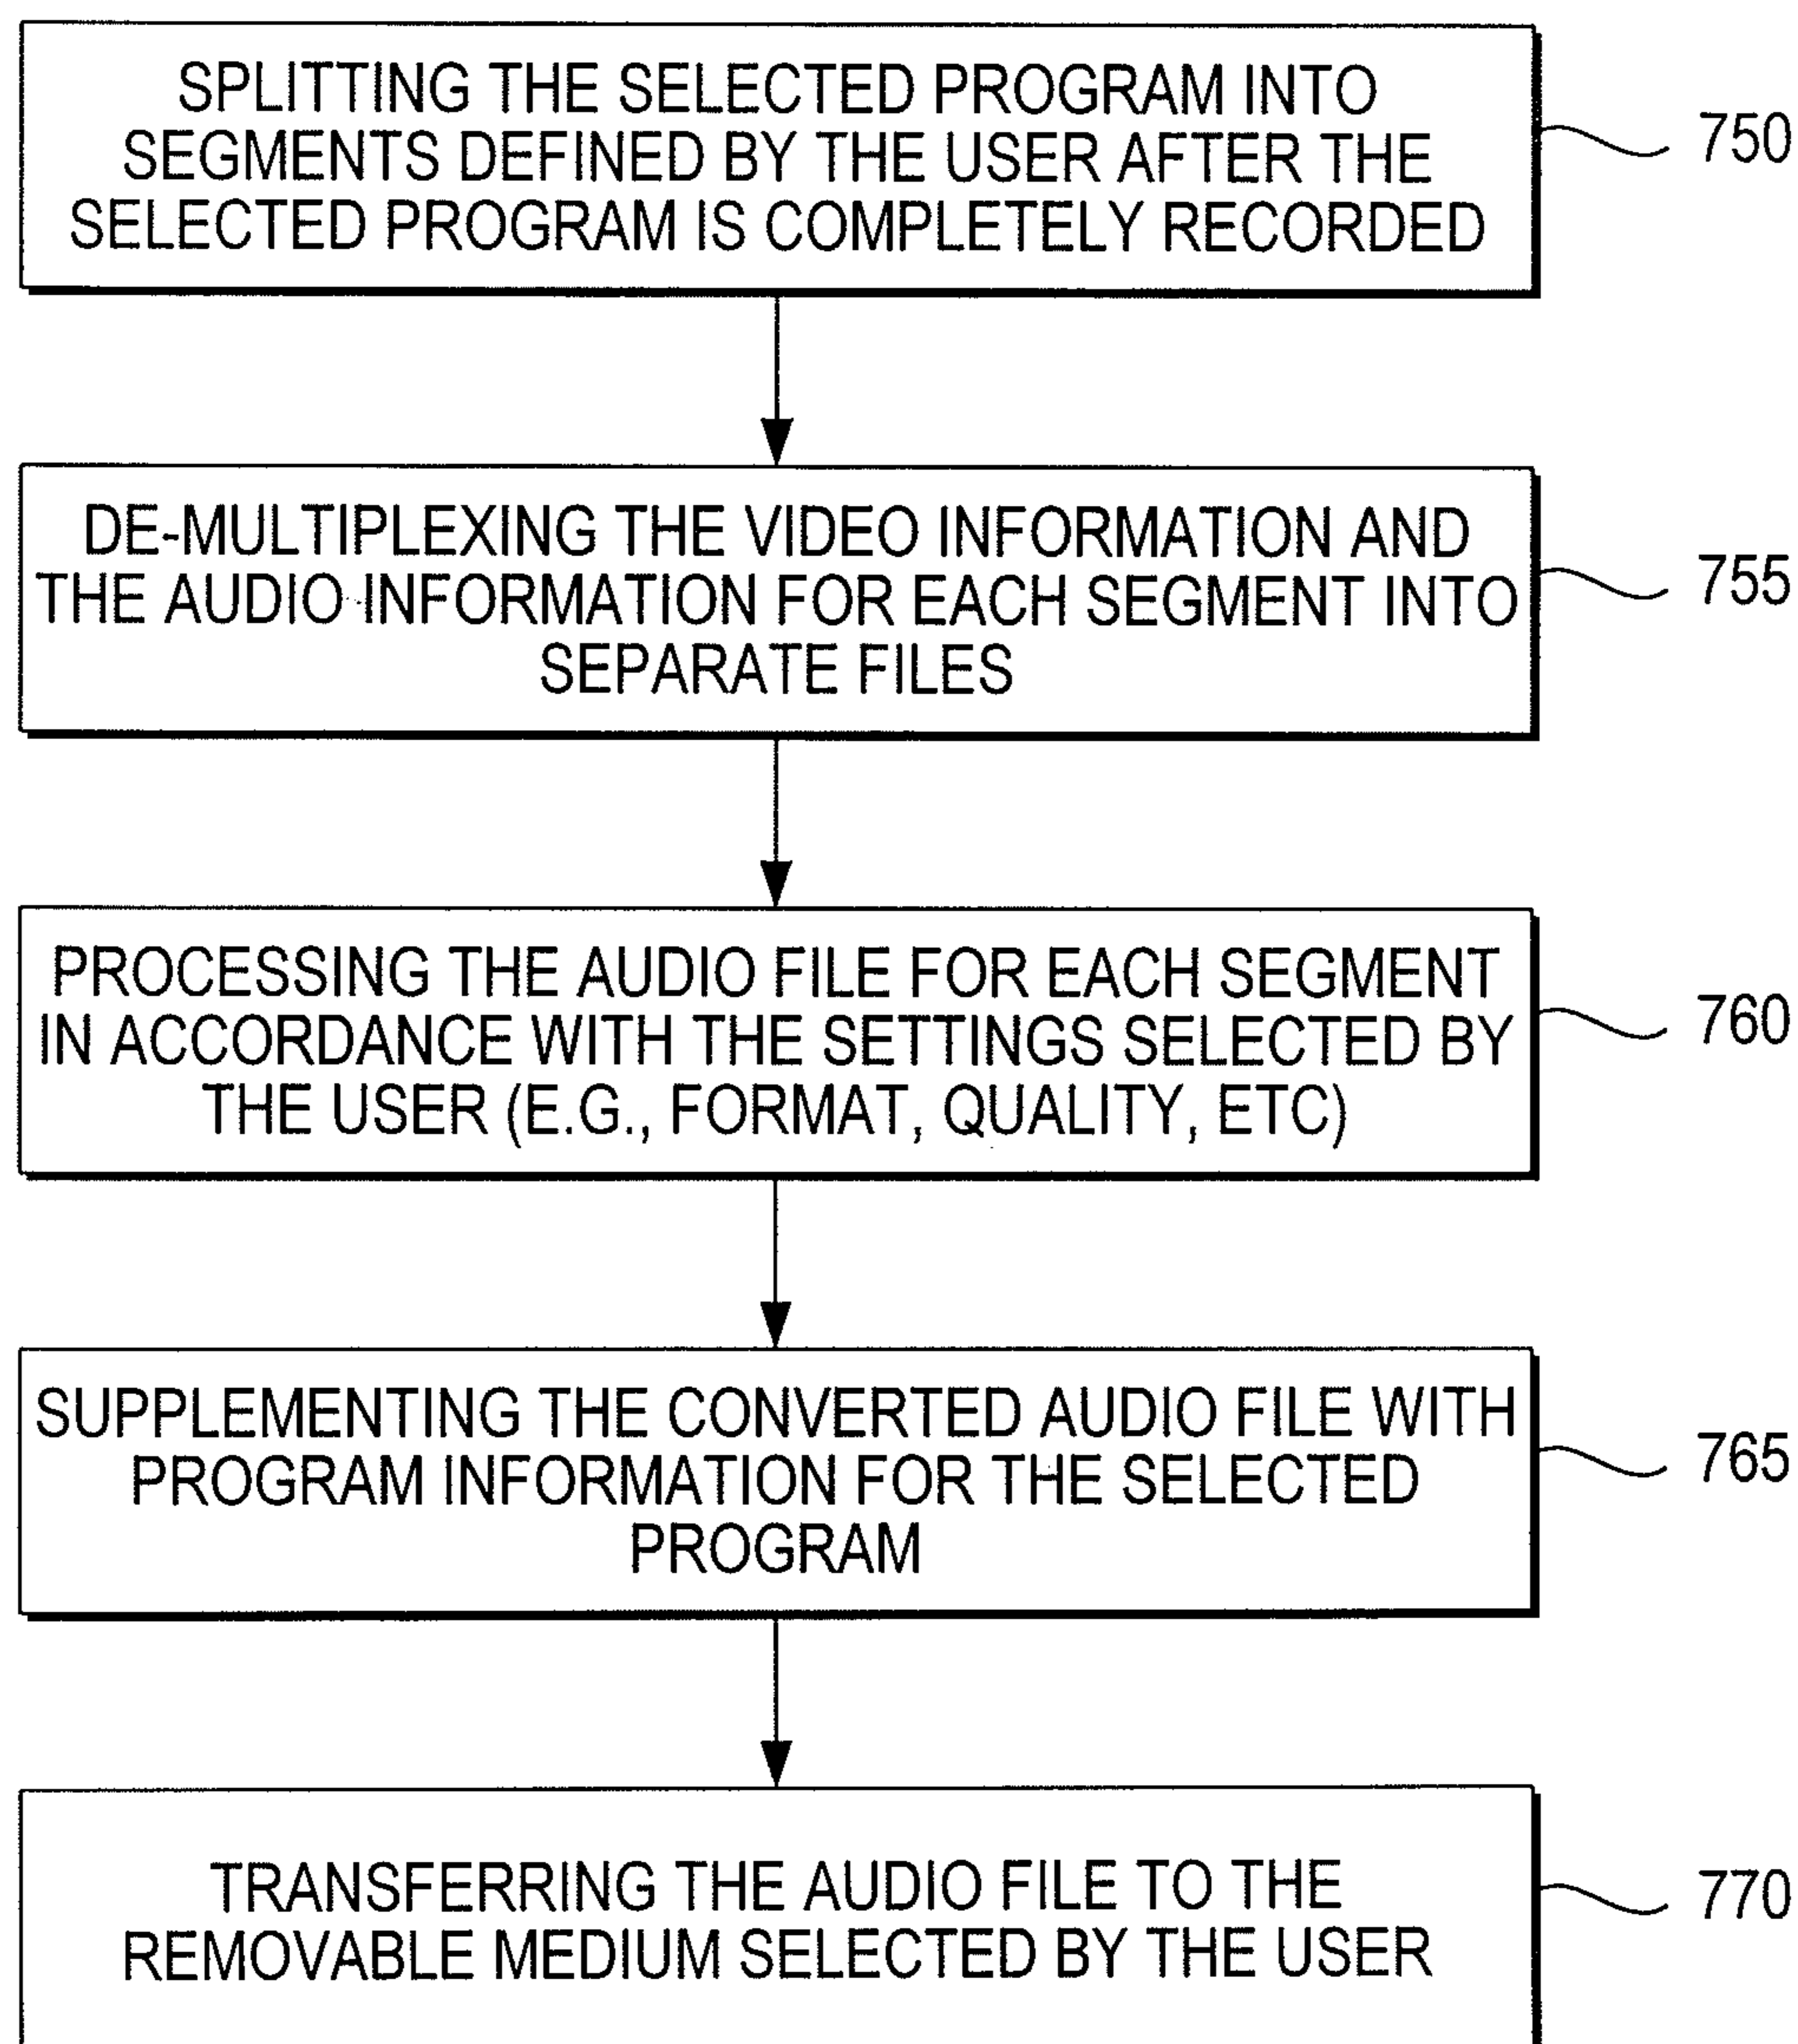 SPLITTING THE SELECTED PROGRAM INTO
SEGMENTS DEFINED BY THE USER AFTER THE
SELECTED PROGRAM IS COMPLETELY RECORDED
750
DE-MULTIPLEXING THE VIDEO INFORMATION AND
THE AUDIO INFORMATION FOR EACH SEGMENT INTO
SEPARATE FILES
755
PROCESSING THE AUDIO FILE FOR EACH SEGMENT
IN ACCORDANCE WITH THE SETTINGS SELECTED BY
THE USER (E.G., FORMAT, QUALITY, ETC)
760
SUPPLEMENTING THE CONVERTED AUDIO FILE WITH
PROGRAM INFORMATION FOR THE SELECTED
PROGRAM
765
TRANSFERRING THE AUDIO FILE TO THE
REMOVABLE MEDIUM SELECTED BY THE USER
770